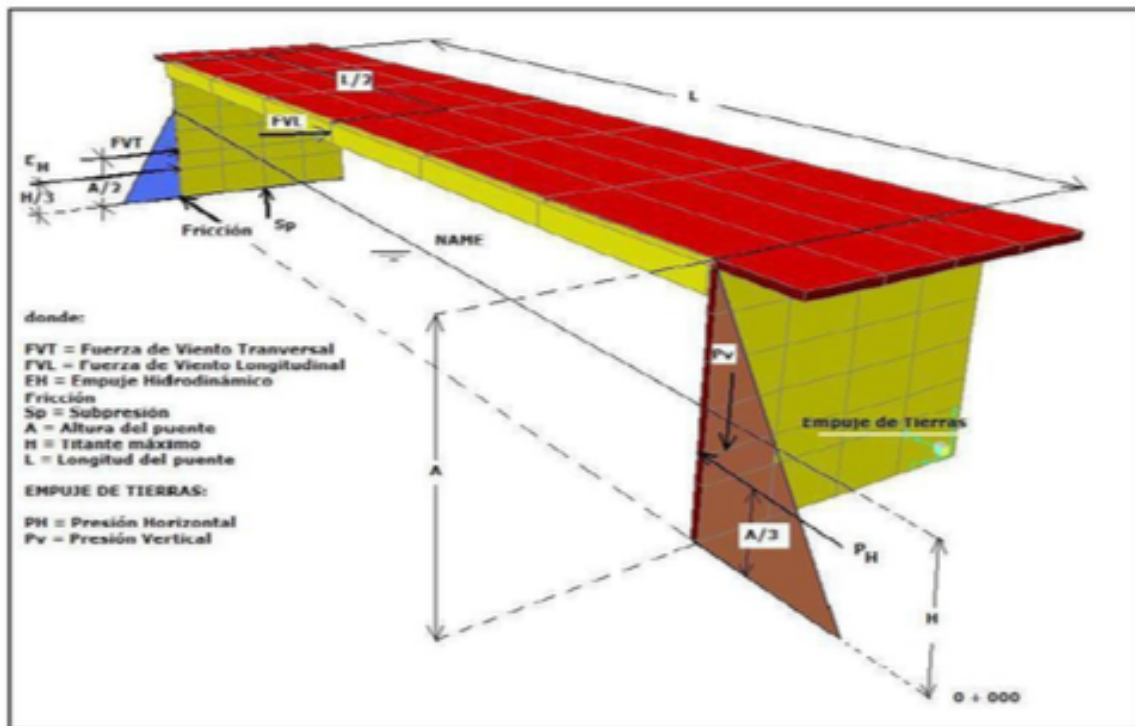 L
L/2
FVL
FVT
E
H
A/2
H/3
Sp
Fricción
NAME
donde:
FVT = Fuerza de Viento Tranversal
FVL = Fuerza de Viento Longitudinal
EH = Empuje Hidrodinámico
Fricción
Sp = Subpresión
A = Altura del puente
H = Titante máximo
L = Longitud del puente
EMPUJE DE TIERRAS:
PH = Presión Horizontal
Pv = Presión Vertical
Pv
Empuje de Tierras
A
A/3
P
H
H
0 + 000